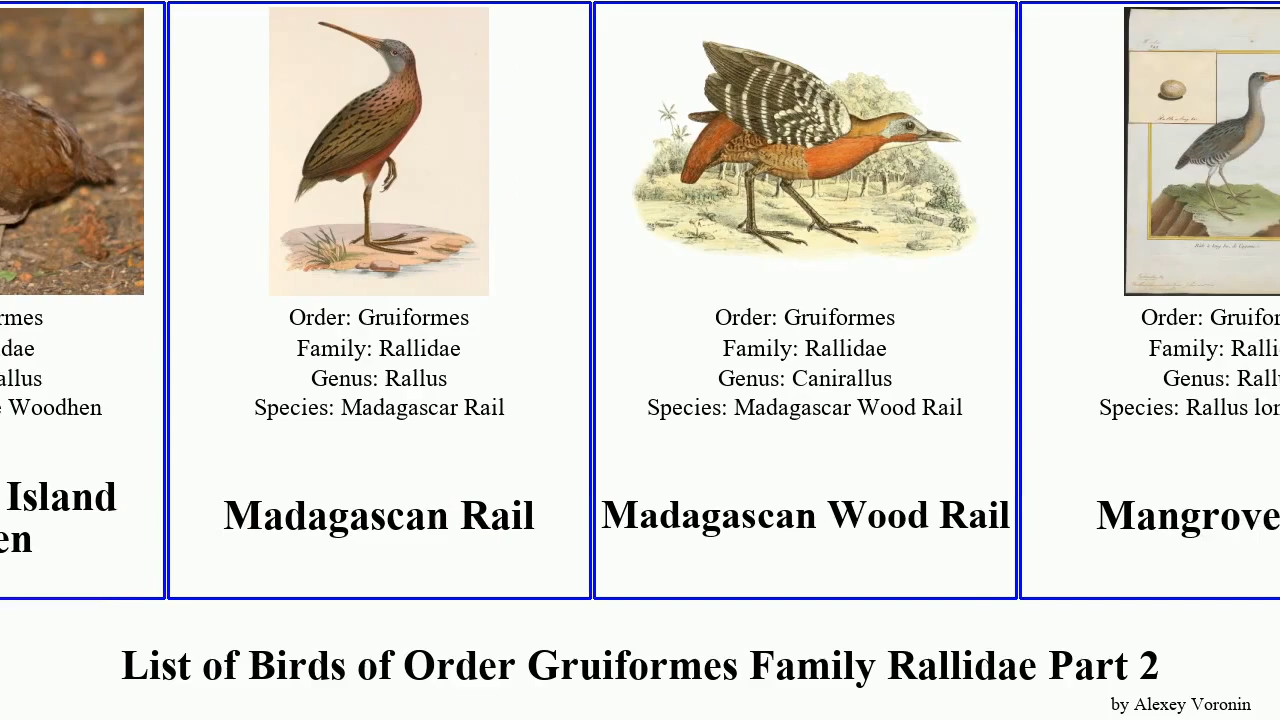 rmes
dae
allus
e Woodhen
Island
en
Order: Gruiformes
Family: Rallidae
Genus: Rallus
Species: Madagascar Rail
Madagascan Rail
Order: Gruiformes
Family: Rallidae
Genus: Canirallus
Species: Madagascar Wood Rail
Madagascan Wood Rail
Order: Gruifor
Family: Ralli
Genus: Rall
Species: Rallus lor
Mangrove
List of Birds of Order Gruiformes Family Rallidae Part 2
by Alexey Voronin